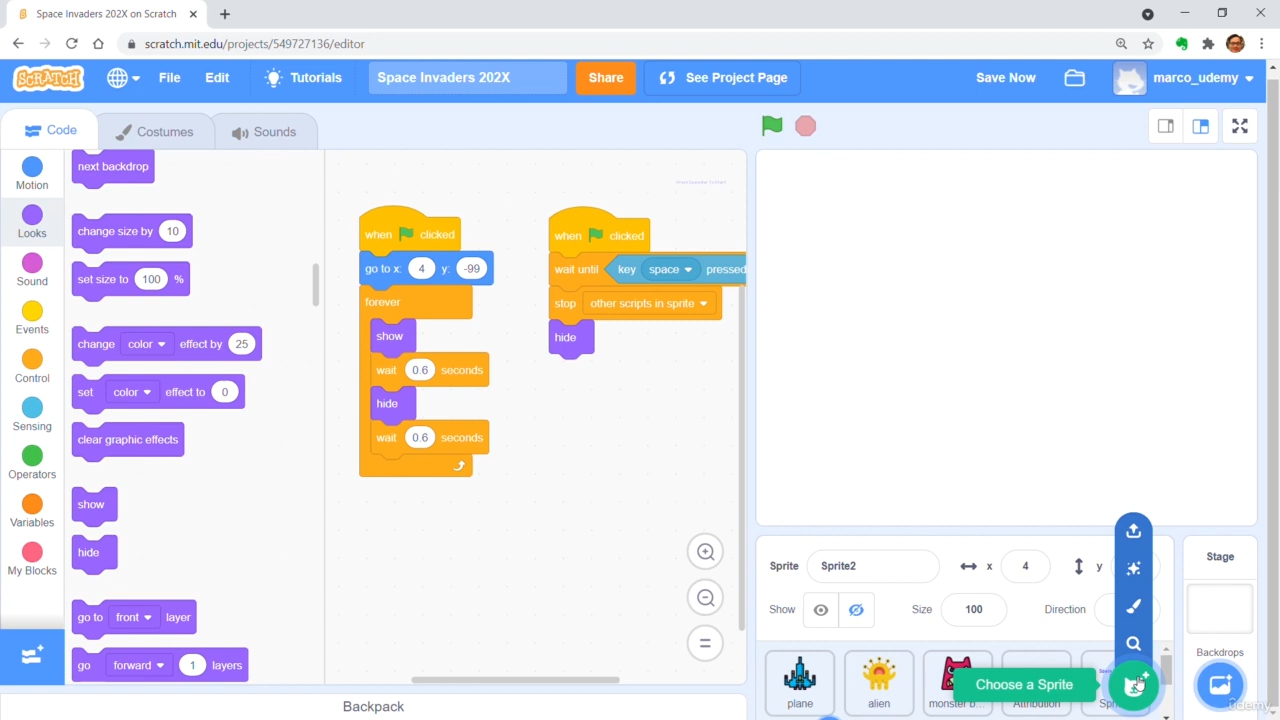 Space Invaders 202X on Scratch
scratch.mit.edu/projects/549727136/editor
SCRATCH
File
Edit
Tutorials
Space Invaders 202X
Share
See Project Page
Save Now
marco_udemy
Code
Costumes
Sounds
Motion
Looks
Sound
Events
Control
Sensing
Operators
Variables
My Blocks
next backdrop
change size by 10
set size to 100 %
change color effect by 25
set color effect to 0
clear graphic effects
show
hide
go to front layer
go forward 1 layers
when clicked
go to x: 4 y: -99
forever
show
wait 0.6 seconds
hide
wait 0.6 seconds
when clicked
wait until key space pressed
stop other scripts in sprite
hide
Backpack
Sprite Sprite2 x 4 y
Show Size 100 Direction
plane
alien
monster b...
Attribution
Choose a Sprite
Stage
Backdrops
udemy